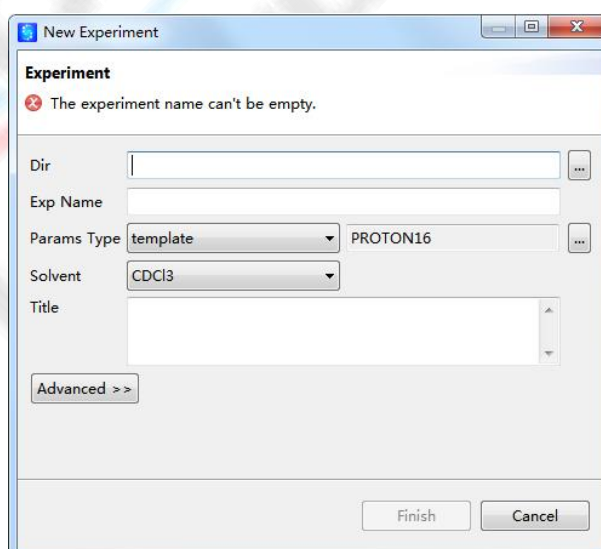 New Experiment
Experiment
The experiment name can't be empty.
Dir
...
Exp Name
Params Type template PROTON16 ...
Solvent CDCl3
Title
Advanced >>
Finish Cancel